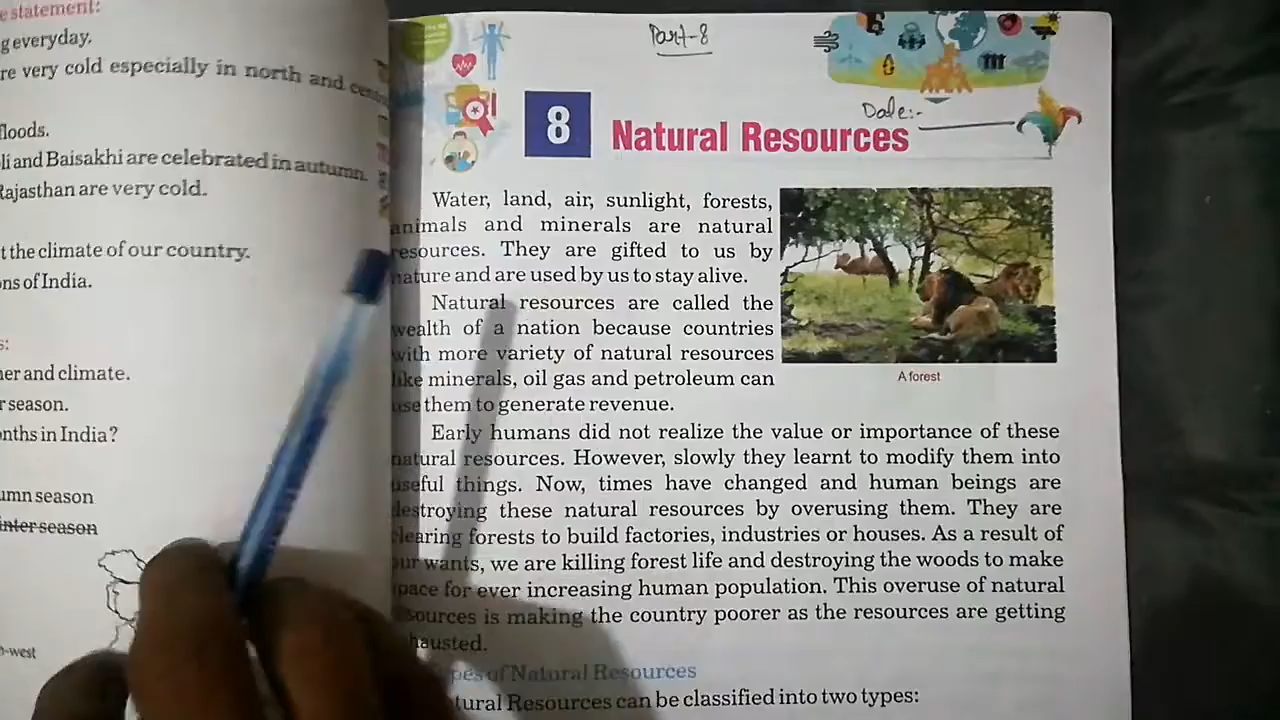 e statement:
g everyday.
re very cold especially in north and
floods.
li and Baisakhi are celebrated in autumn.
Rajasthan are very cold.
t the climate of our country.
ons of India.
s:
her and climate.
r season.
nths in India?
umn season
inter season
-west
Part-8
Date:-
8 Natural Resources
Water, land, air, sunlight, forests,
animals and minerals are natural
resources. They are gifted to us by
nature and are used by us to stay alive.
Natural resources are called the
wealth of a nation because countries
with more variety of natural resources
like minerals, oil gas and petroleum can
use them to generate revenue.
A forest
Early humans did not realize the value or importance of these
natural resources. However, slowly they learnt to modify them into
useful things. Now, times have changed and human beings are
destroying these natural resources by overusing them. They are
clearing forests to build factories, industries or houses. As a result of
our wants, we are killing forest life and destroying the woods to make
space for ever increasing human population. This overuse of natural
sources is making the country poorer as the resources are getting
hausted.
pes of Natural Resources
tural Resources can be classified into two types: